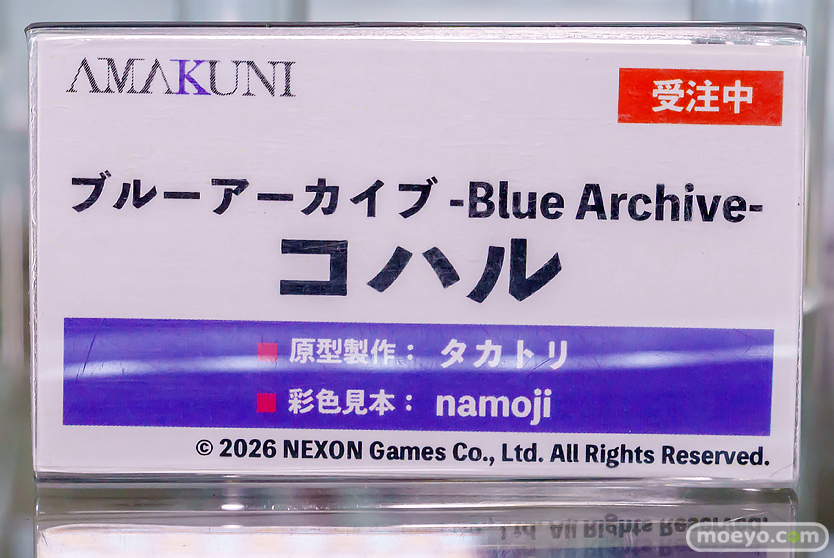 AMAKUNI
受注中
ブルーアーカイブ -Blue Archive-
コハル
■ 原型製作： タカトリ
■ 彩色見本： namoji
© 2026 NEXON Games Co., Ltd. All Rights Reserved.
moeyo.com